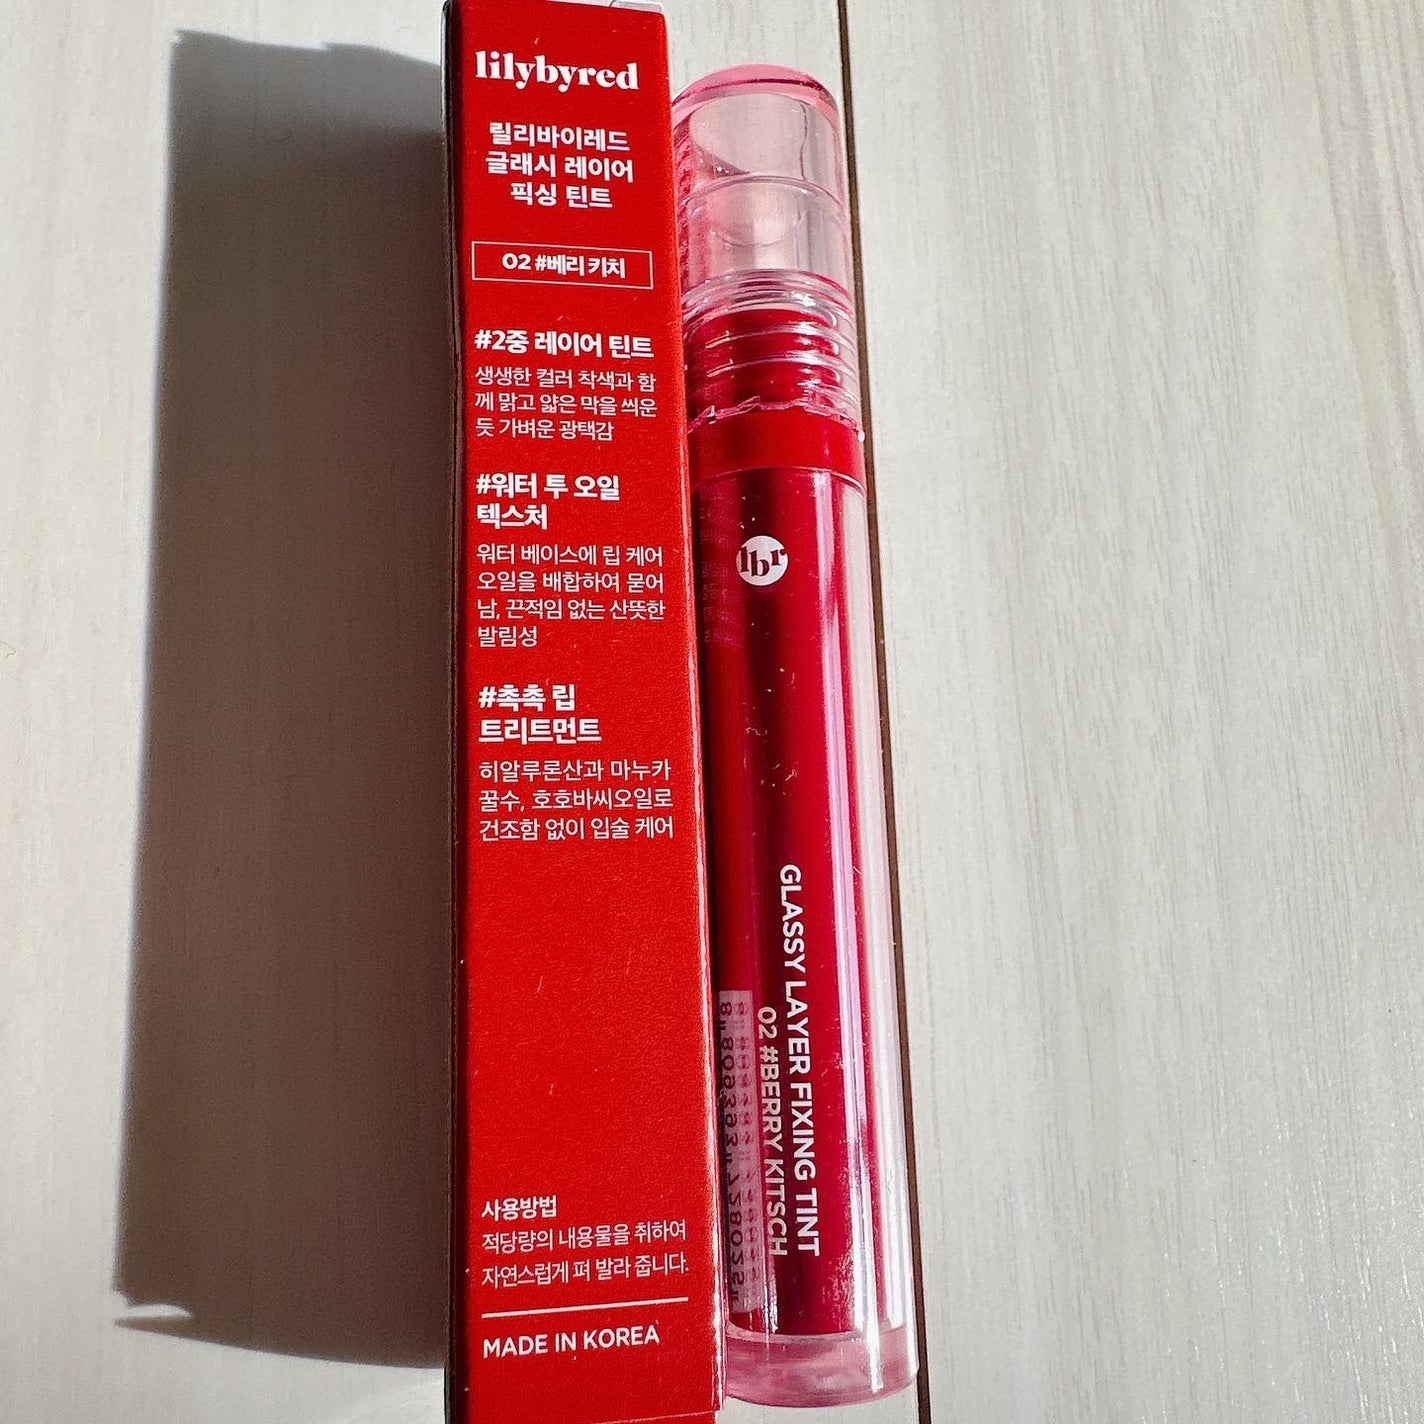 lilybyred
릴리바이레드
글래시 레이어
픽싱 틴트
02 #베리 키치
#2중 레이어 틴트
생생한 컬러 착색과 함
께 맑고 얇은 막을 씌운
듯 가벼운 광택감
#워터 투 오일
텍스처
워터 베이스에 립 케어
오일을 배합하여 묻어
남, 끈적임 없는 산뜻한
발림성
#촉촉 립
트리트먼트
히알루론산과 마누카
꿀수, 호호바씨오일로
건조함 없이 입술 케어
사용방법
적당량의 내용물을 취하여
자연스럽게 펴 발라 줍니다.
MADE IN KOREA
lbr
GLASSY LAYER FIXING TINT
02 #BERRY KITSCH